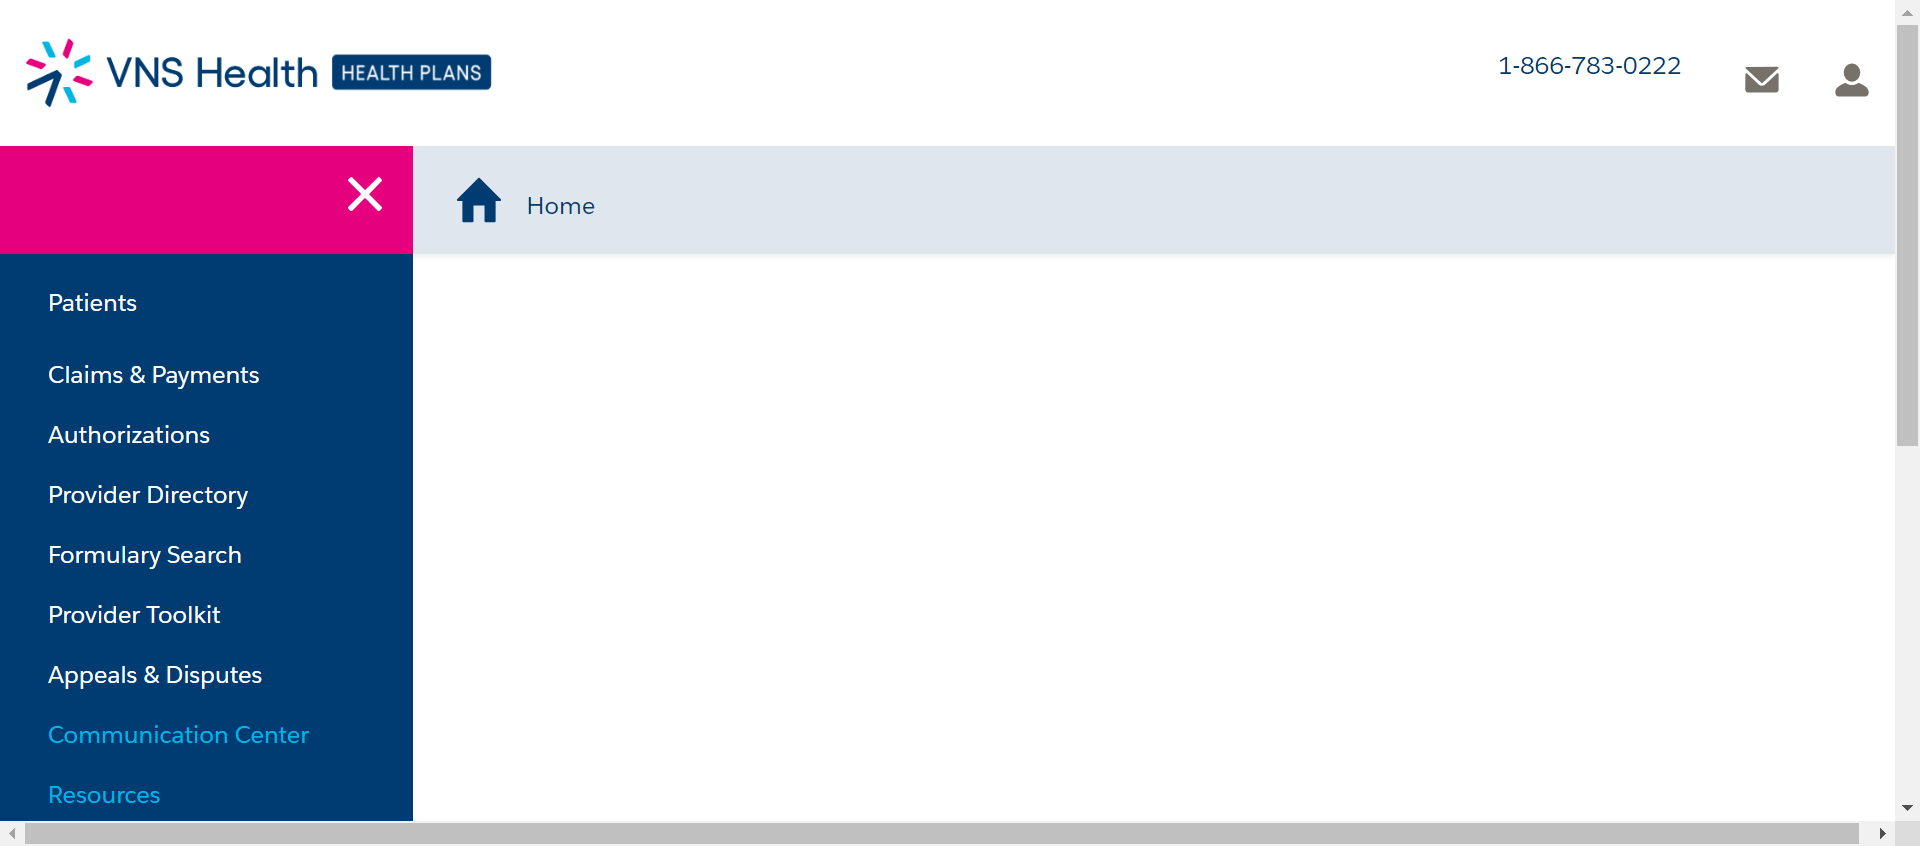 VNS Health HEALTH PLANS
1-866-783-0222
Home
Patients
Claims & Payments
Authorizations
Provider Directory
Formulary Search
Provider Toolkit
Appeals & Disputes
Communication Center
Resources